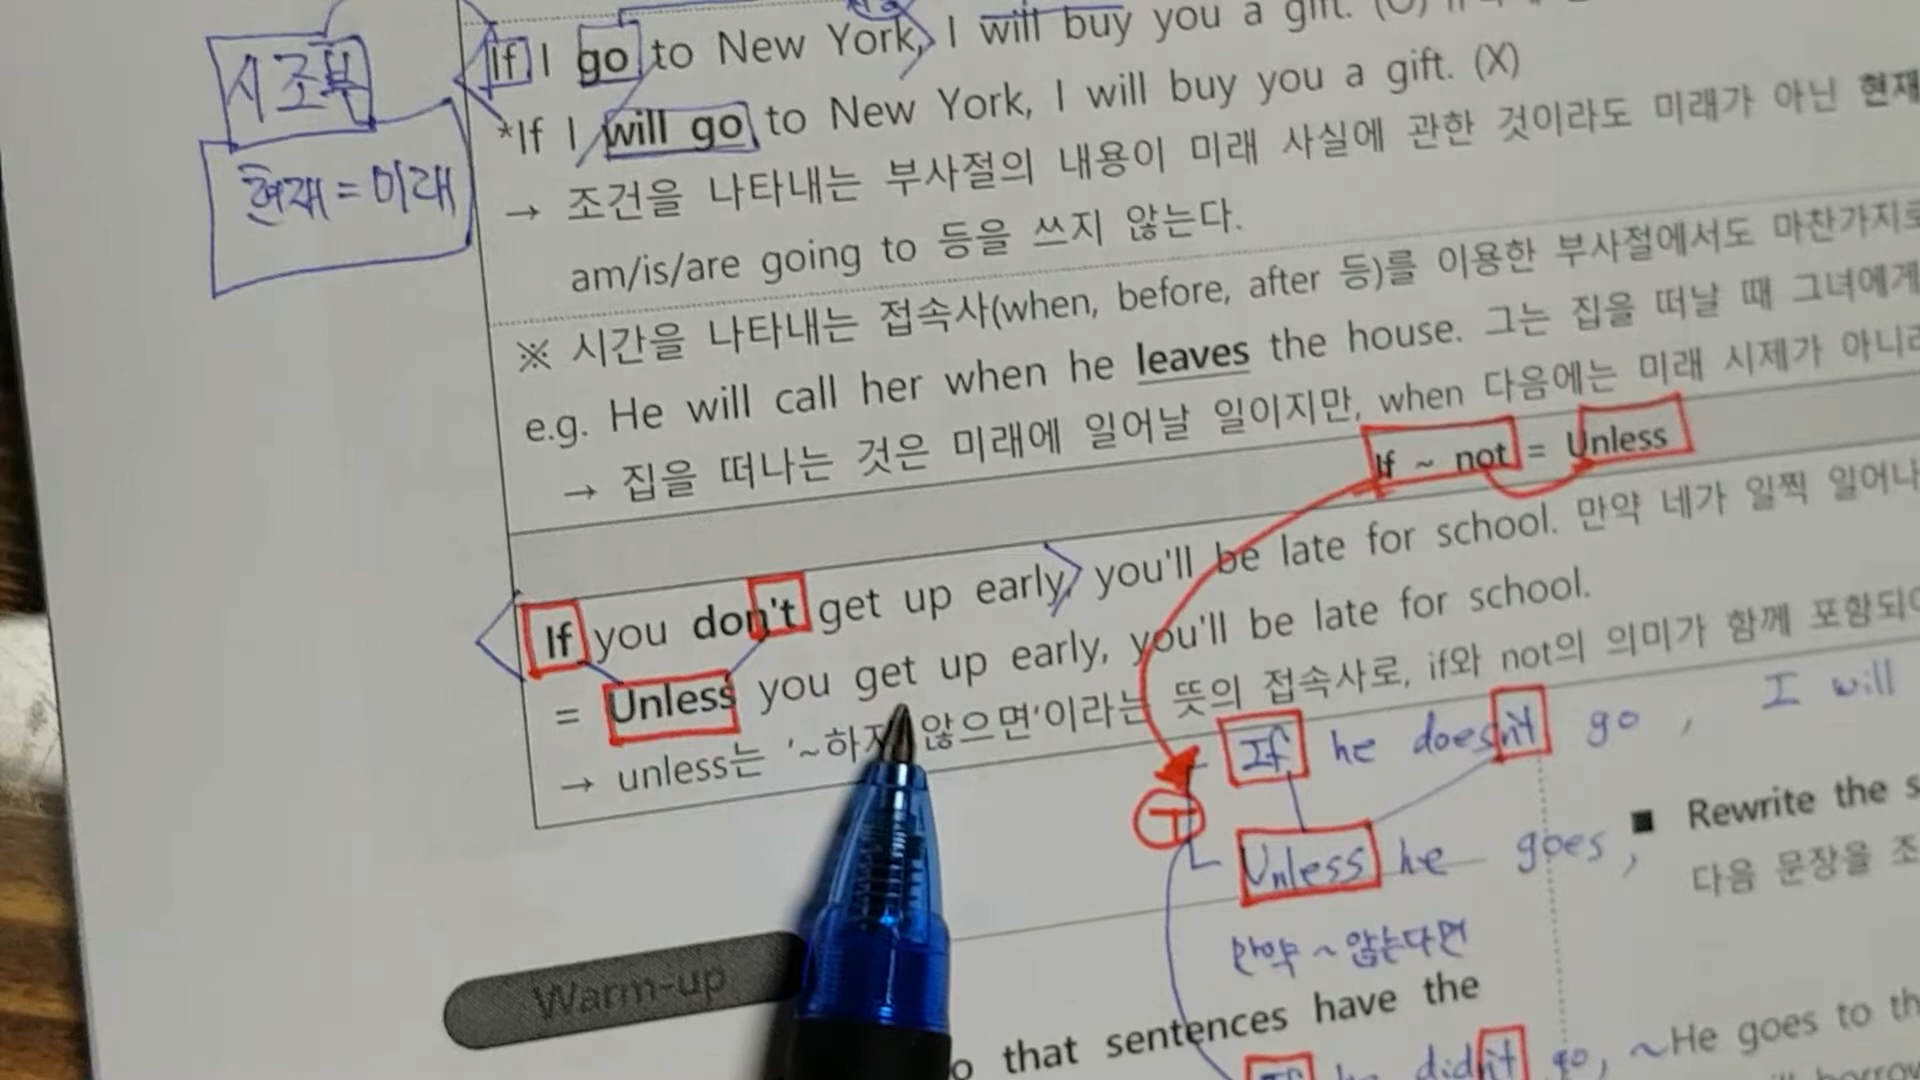 시조부
현재=미래
If I go to New York, I will buy you a gift. (O)
*If I will go to New York, I will buy you a gift. (X)
→ 조건을 나타내는 부사절의 내용이 미래 사실에 관한 것이라도 미래가 아닌 현재
am/is/are going to 등을 쓰지 않는다.
※ 시간을 나타내는 접속사(when, before, after 등)를 이용한 부사절에서도 마찬가지로
e.g. He will call her when he leaves the house. 그는 집을 떠날 때 그녀에게
→ 집을 떠나는 것은 미래에 일어날 일이지만, when 다음에는 미래 시제가 아니라
If ~ not = Unless
If you don't get up early, you'll be late for school. 만약 네가 일찍 일어나
= Unless you get up early, you'll be late for school.
→ unless는 '~하지 않으면'이라는 뜻의 접속사로, if와 not의 의미가 함께 포함되어
If he doesn't go, I will
Unless he goes,
만약 ~ 않는다면
■ Rewrite the s
다음 문장을 조
Warm-up
o that sentences have the
he didn't go, ~He goes to th